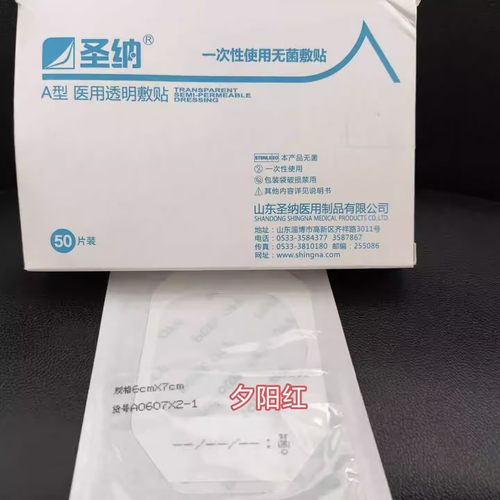 圣纳®
一次性使用无菌敷贴
A型 医用透明敷贴 TRANSPARENT
SEMI-PERMEABLE
DRESSING
STERILE EO 本产品无菌
② 一次性使用
包装袋破损禁用
其他内容详见说明书
山东圣纳医用制品有限公司
SHANDONG SHINGNA MEDICAL PRODUCTS CO.,LTD.
地址：山东淄博市高新区齐祥路3011号
电话：0533-3584377 3587867
传真：0533-3810180 邮编：255086
网址：www.shingna.com
50片装
规格6cmX7cm
货号A0607X2-1
夕阳红